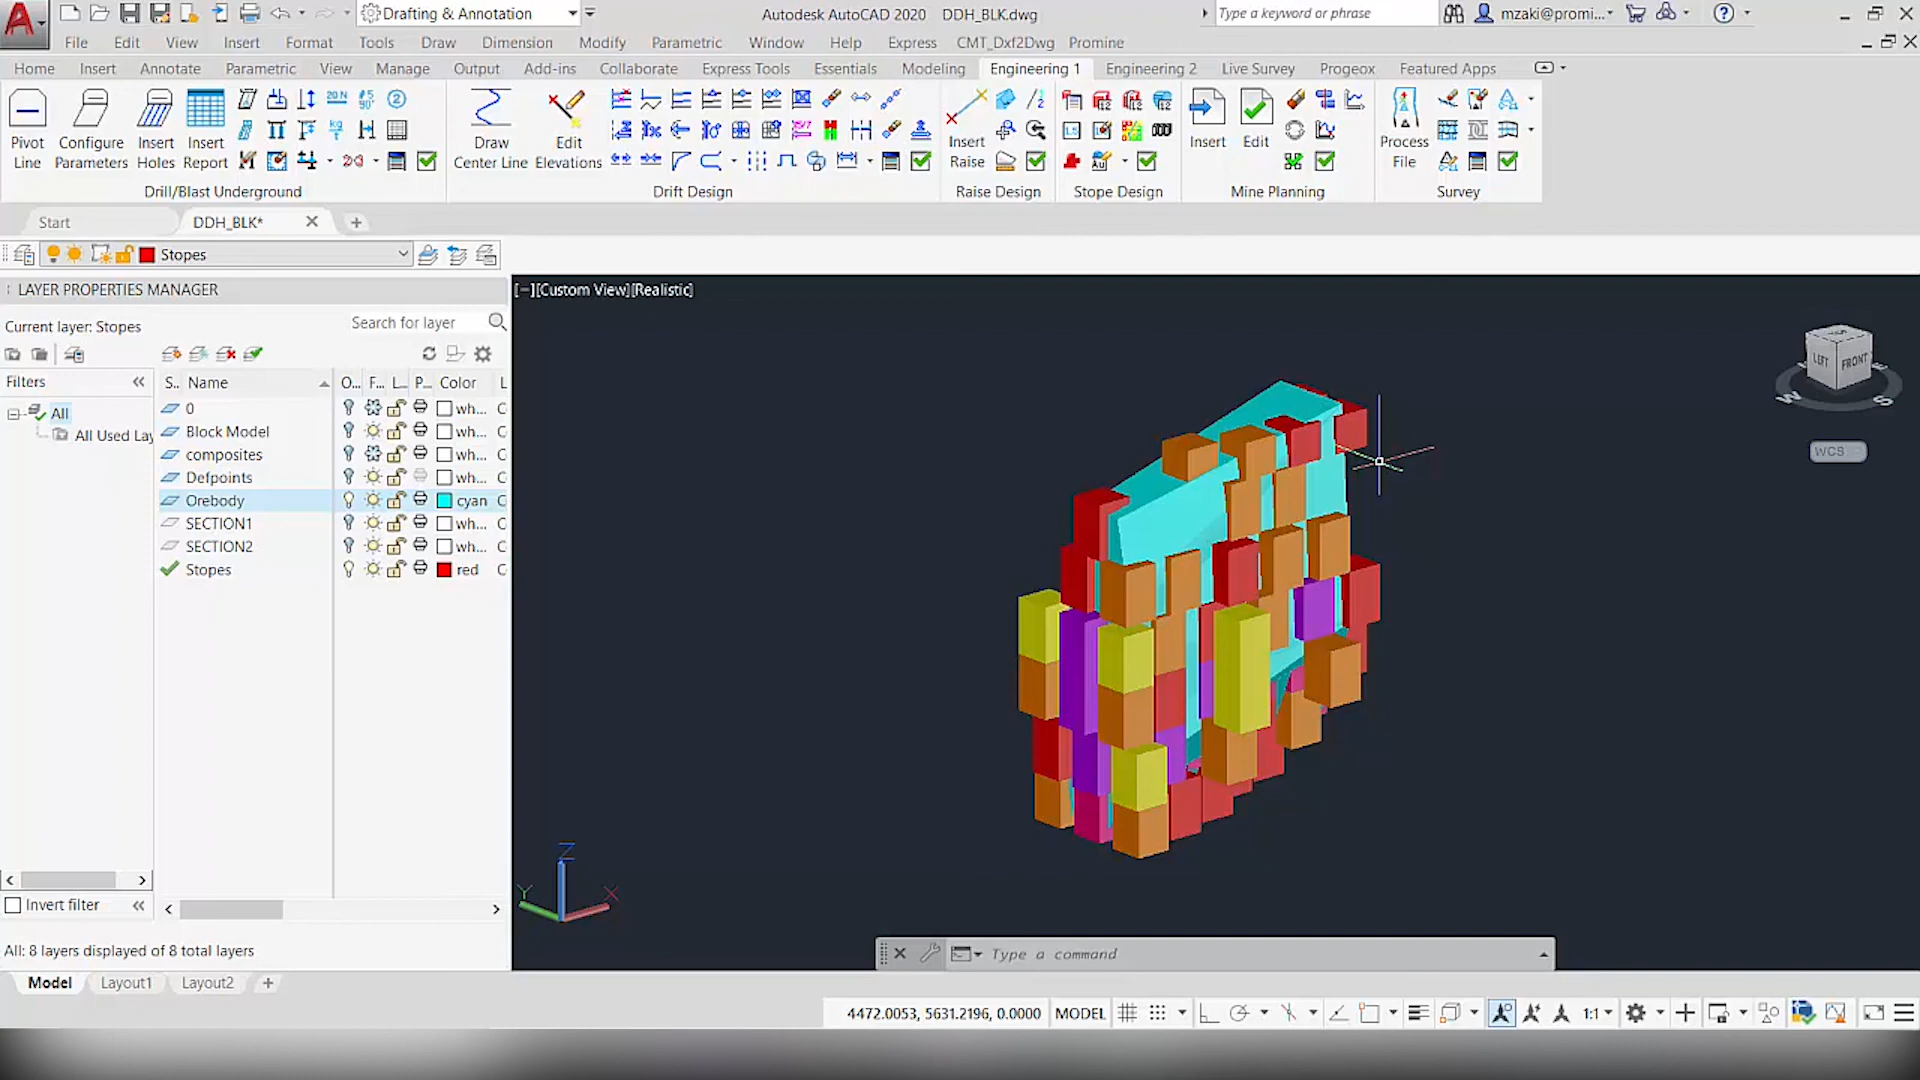 Drafting & Annotation
Autodesk AutoCAD 2020 DDH_BLK.dwg
Type a keyword or phrase
mzaki@promi...
File Edit View Insert Format Tools Draw Dimension Modify Parametric Window Help Express CMT_Dxf2Dwg Promine
Home Insert Annotate Parametric View Manage Output Add-ins Collaborate Express Tools Essentials Modeling Engineering 1 Engineering 2 Live Survey Progeox Featured Apps
Pivot Line
Configure Parameters
Insert Holes
Insert Report
Draw Center Line
Edit Elevations
Insert Raise
Insert
Edit
Process File
Drill/Blast Underground
Drift Design
Raise Design
Stope Design
Mine Planning
Survey
Start
DDH_BLK*
Stopes
LAYER PROPERTIES MANAGER
Current layer: Stopes
Search for layer
Filters
S.. Name O... F... L... P... Color L
All
All Used Lay
0 wh... C
Block Model wh... C
composites wh... C
Defpoints wh... C
Orebody cyan C
SECTION1 wh... C
SECTION2 wh... C
Stopes red C
Invert filter
All: 8 layers displayed of 8 total layers
[−][Custom View][Realistic]
LEFT
FRONT
W
S
WCS
Z
Y
X
Type a command
Model Layout1 Layout2
4472.0053, 5631.2196, 0.0000 MODEL
1:1